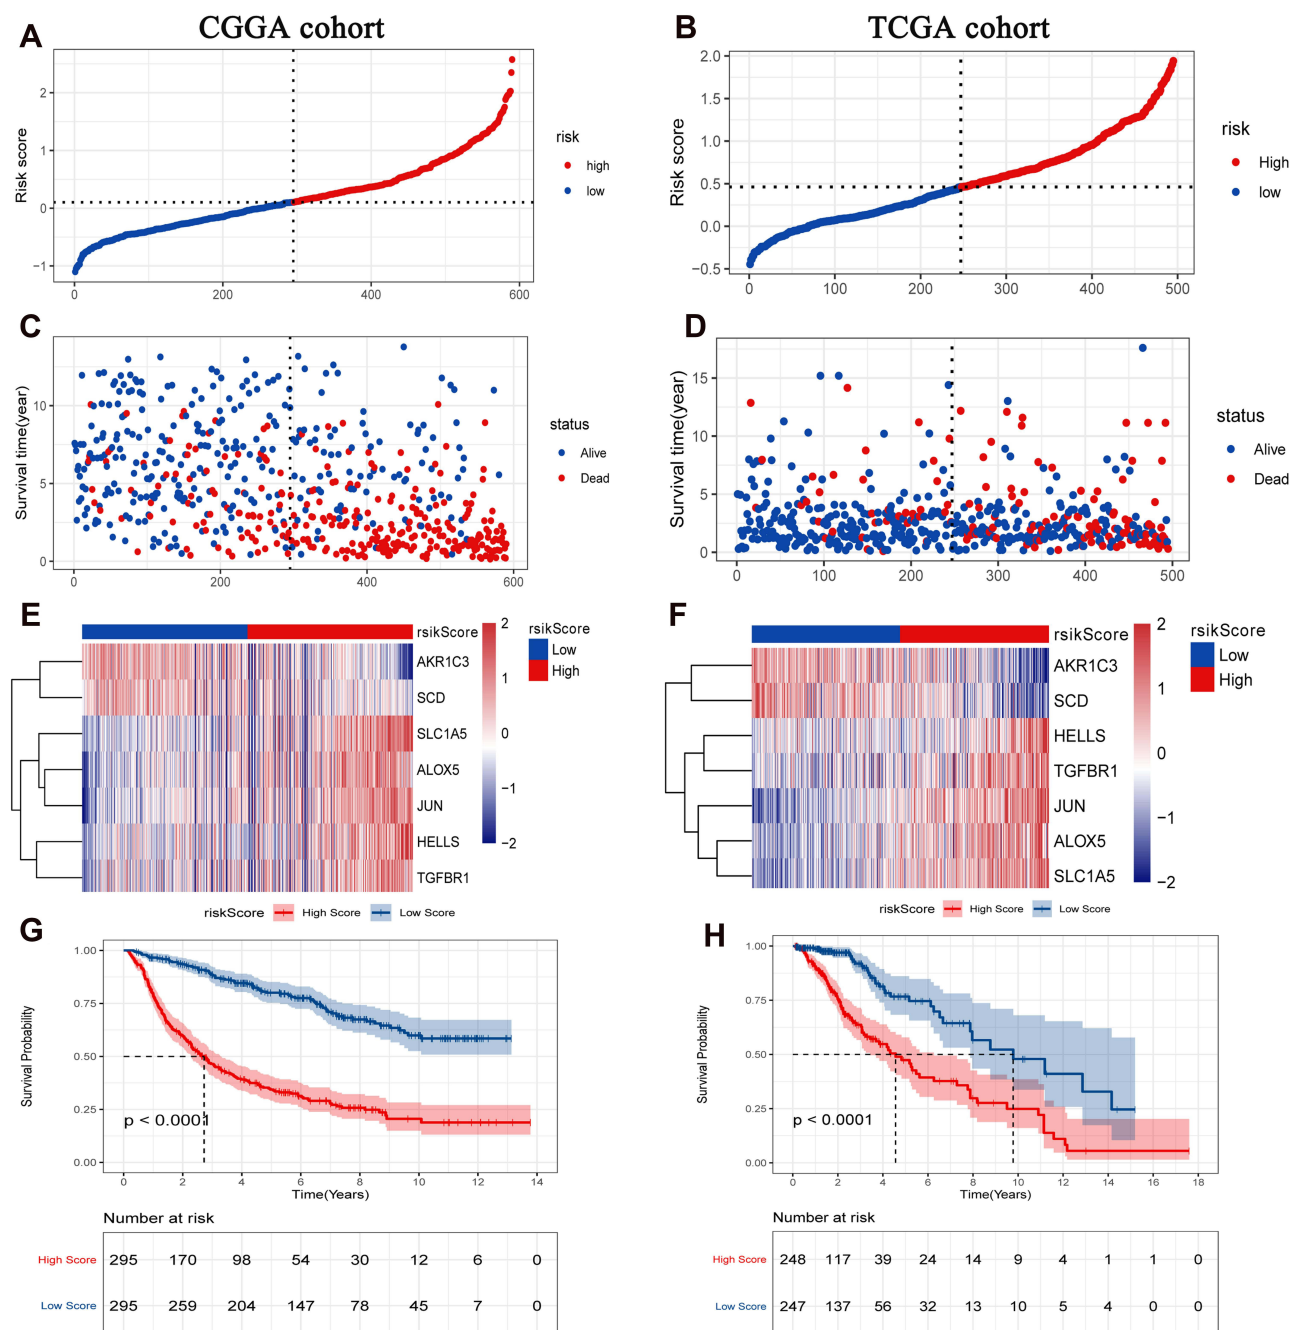 CGGA cohort
TCGA cohort
A
Risk score
2
1
0
−1
0 200 400 600
risk
high
low
B
Risk score
2.0
1.5
1.0
0.5
0.0
−0.5
0 100 200 300 400 500
risk
High
low
C
Survival time(year)
10
5
0
0 200 400 600
status
Alive
Dead
D
Survival time(year)
15
10
5
0
0 100 200 300 400 500
status
Alive
Dead
E
rsikScore
AKR1C3
SCD
SLC1A5
ALOX5
JUN
HELLS
TGFBR1
2
1
0
−1
−2
rsikScore
Low
High
F
rsikScore
AKR1C3
SCD
HELLS
TGFBR1
JUN
ALOX5
SLC1A5
2
1
0
−1
−2
rsikScore
Low
High
G
riskScore High Score Low Score
Survival Probability
1.00
0.75
0.50
0.25
0.00
p < 0.0001
0 2 4 6 8 10 12 14
Time(Years)
Number at risk
High Score 295 170 98 54 30 12 6 0
Low Score 295 259 204 147 78 45 7 0
H
riskScore High Score Low Score
Survival Probability
1.00
0.75
0.50
0.25
0.00
p < 0.0001
0 2 4 6 8 10 12 14 16 18
Time(Years)
Number at risk
High Score 248 117 39 24 14 9 4 1 1 0
Low Score 247 137 56 32 13 10 5 4 0 0